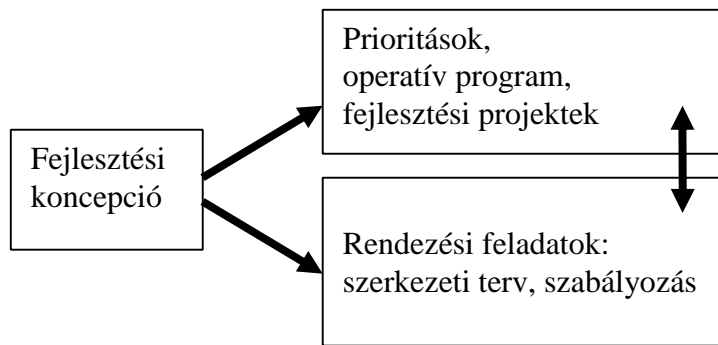 Prioritások,
operatív program,
fejlesztési projektek
Fejlesztési
koncepció
Rendezési feladatok:
szerkezeti terv, szabályozás